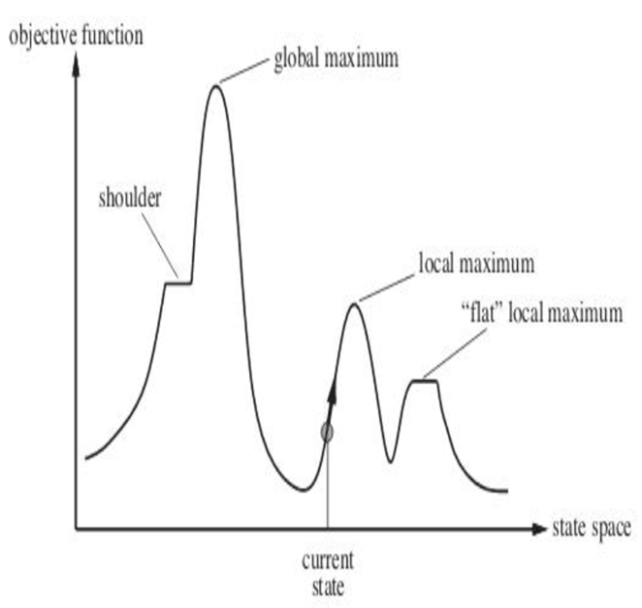 objective function
global maximum
shoulder
local maximum
“flat” local maximum
state space
current
state